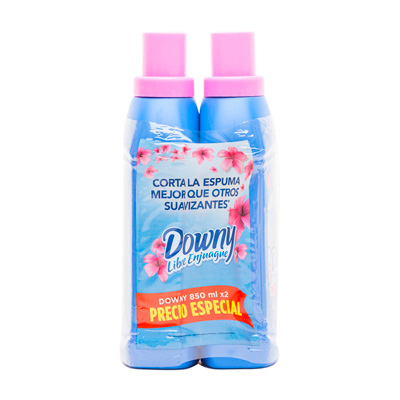 CORTA LA ESPUMA
MEJOR QUE OTROS
SUAVIZANTES*
Downy
Libre Enjuague
DOWNY 850 ml x2
PRECIO ESPECIAL